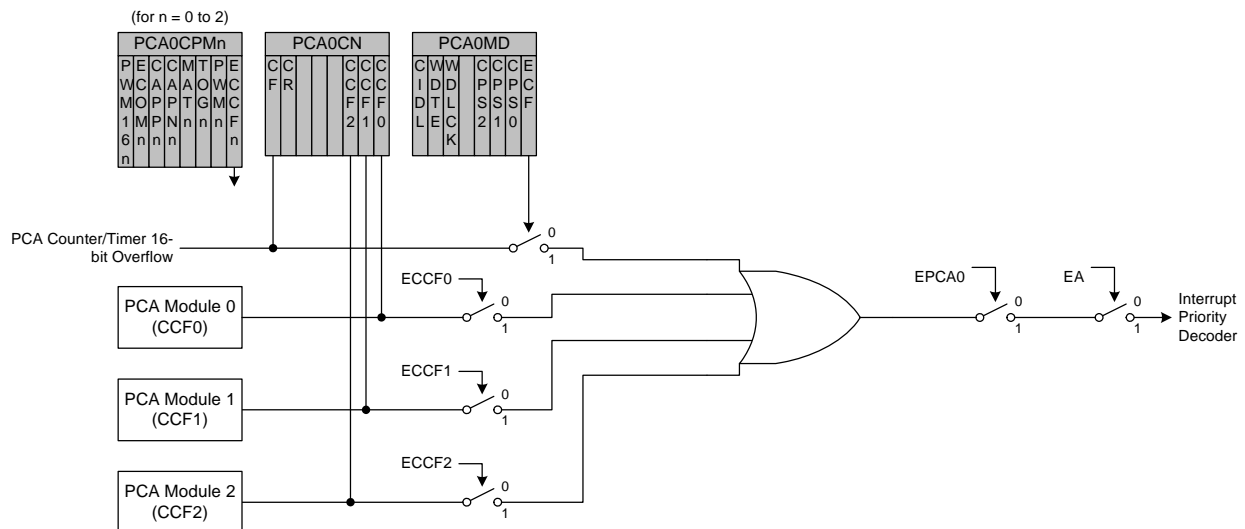 (for n = 0 to 2)
PCA0CPMn
PWM16n
ECOMn
CAPPn
CAPNn
MATn
TOGn
PWMn
ECCFn
PCA0CN
CF
CR
CCF2
CCF1
CCF0
PCA0MD
CIDL
WDTE
WDLCK
CPS2
CPS1
CPS0
ECF
PCA Counter/Timer 16-
bit Overflow
0
1
PCA Module 0
(CCF0)
ECCF0
0
1
EPCA0
0
1
EA
0
1
Interrupt
Priority
Decoder
PCA Module 1
(CCF1)
ECCF1
0
1
PCA Module 2
(CCF2)
ECCF2
0
1